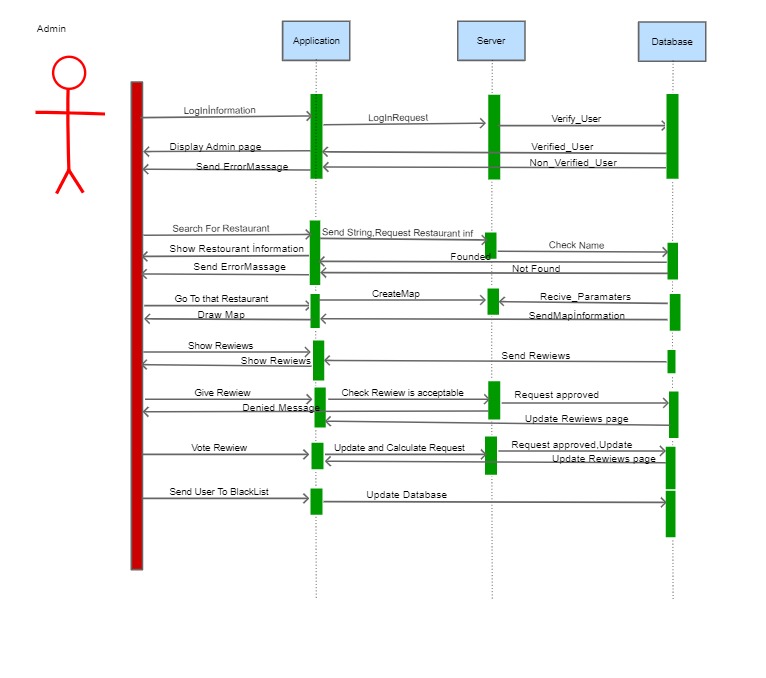 Admin
Application
Server
Database
LogInİnformation
LogInRequest
Verify_User
Display Admin page
Verified_User
Send ErrorMassage
Non_Verified_User
Search For Restaurant
Send String,Request Restaurant inf
Check Name
Show Restourant İnformation
Founded
Send ErrorMassage
Not Found
Go To that Restaurant
CreateMap
Recive_Paramaters
Draw Map
SendMapİnformation
Show Rewiews
Show Rewiews
Send Rewiews
Give Rewiew
Check Rewiew is acceptable
Request approved
Denied Message
Update Rewiews page
Vote Rewiew
Update and Calculate Request
Request approved,Update
Update Rewiews page
Send User To BlackList
Update Database